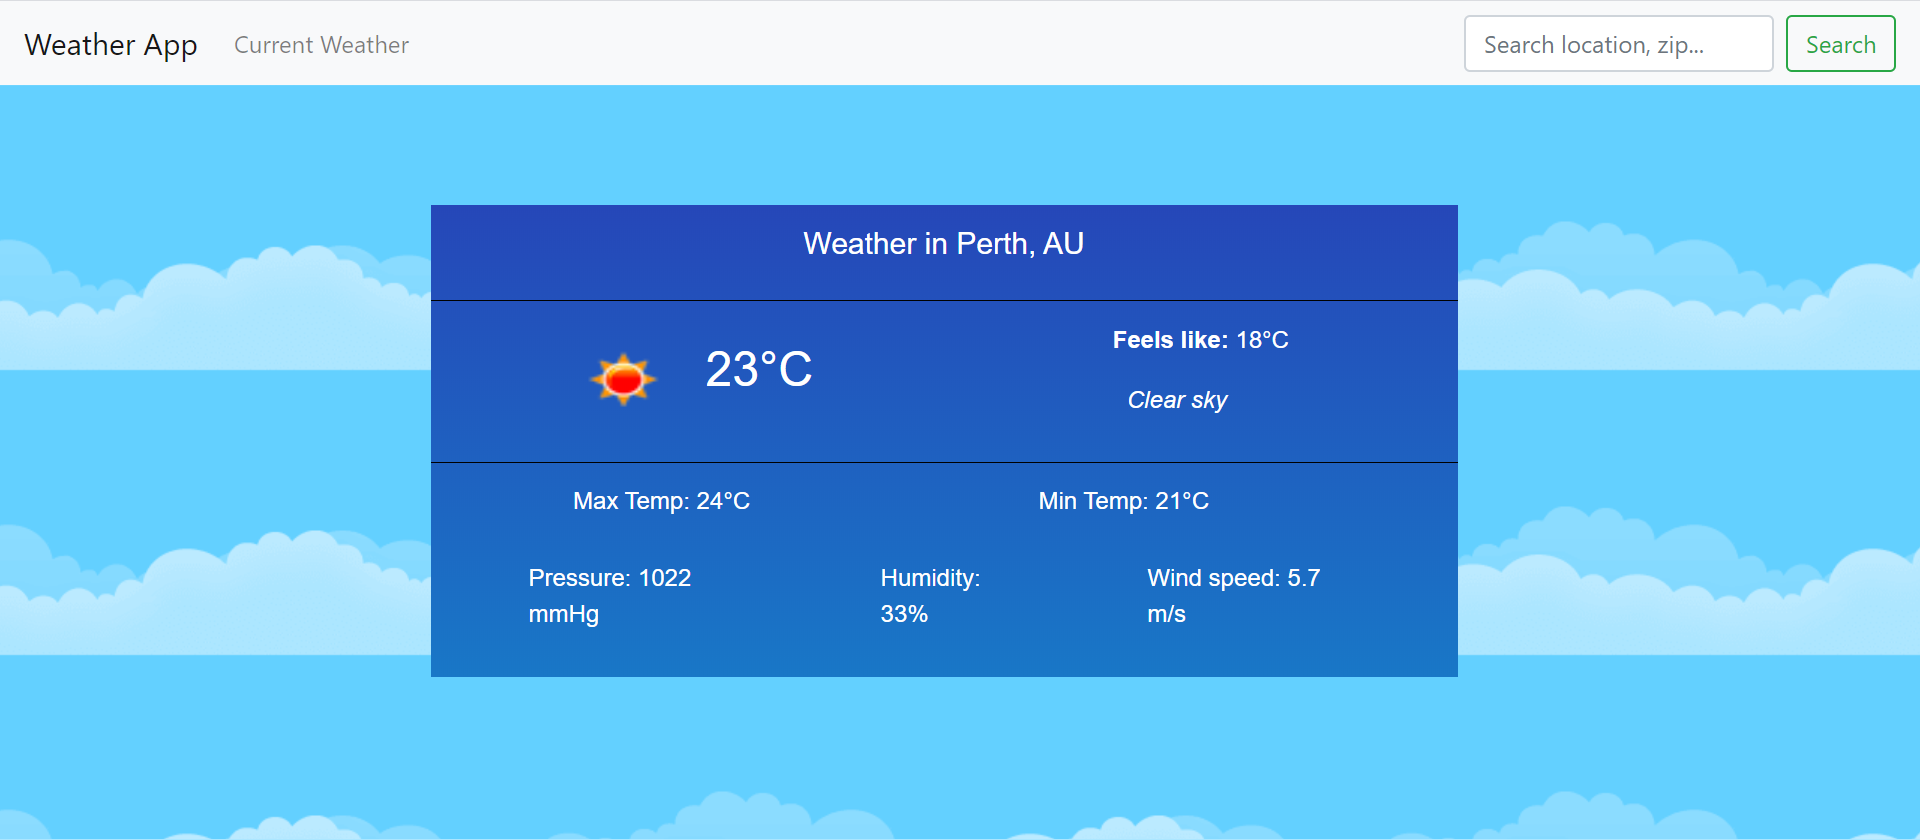 Weather App Current Weather Search location, zip... Search
Weather in Perth, AU
23°C
Feels like: 18°C
Clear sky
Max Temp: 24°C Min Temp: 21°C
Pressure: 1022 mmHg
Humidity: 33%
Wind speed: 5.7 m/s